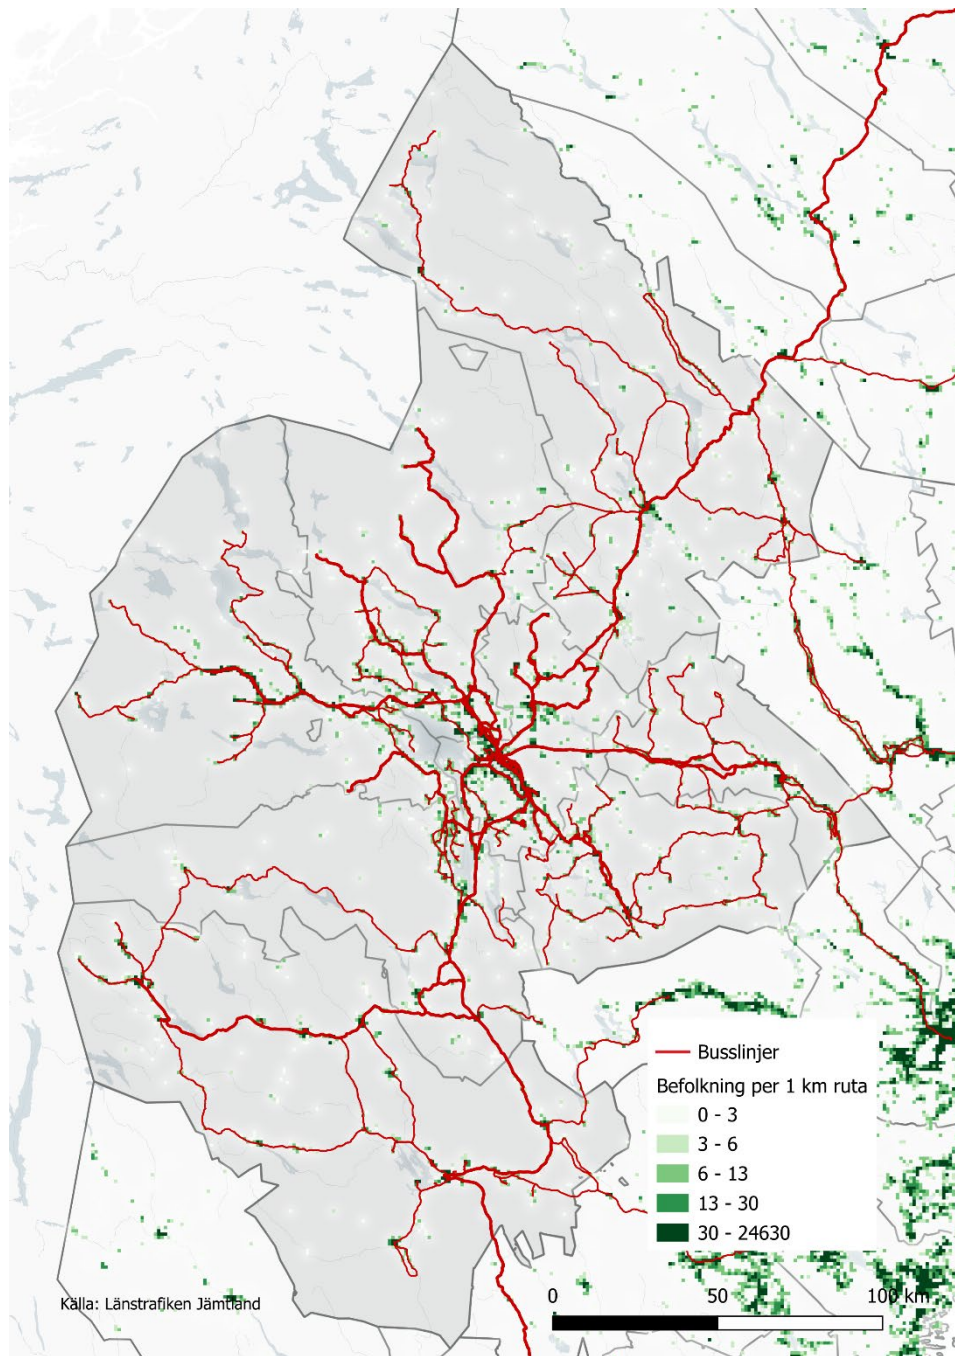 Busslinjer
Befolkning per 1 km ruta
0 - 3
3 - 6
6 - 13
13 - 30
30 - 24630
Källa: Länstrafiken Jämtland
0 50 100 km